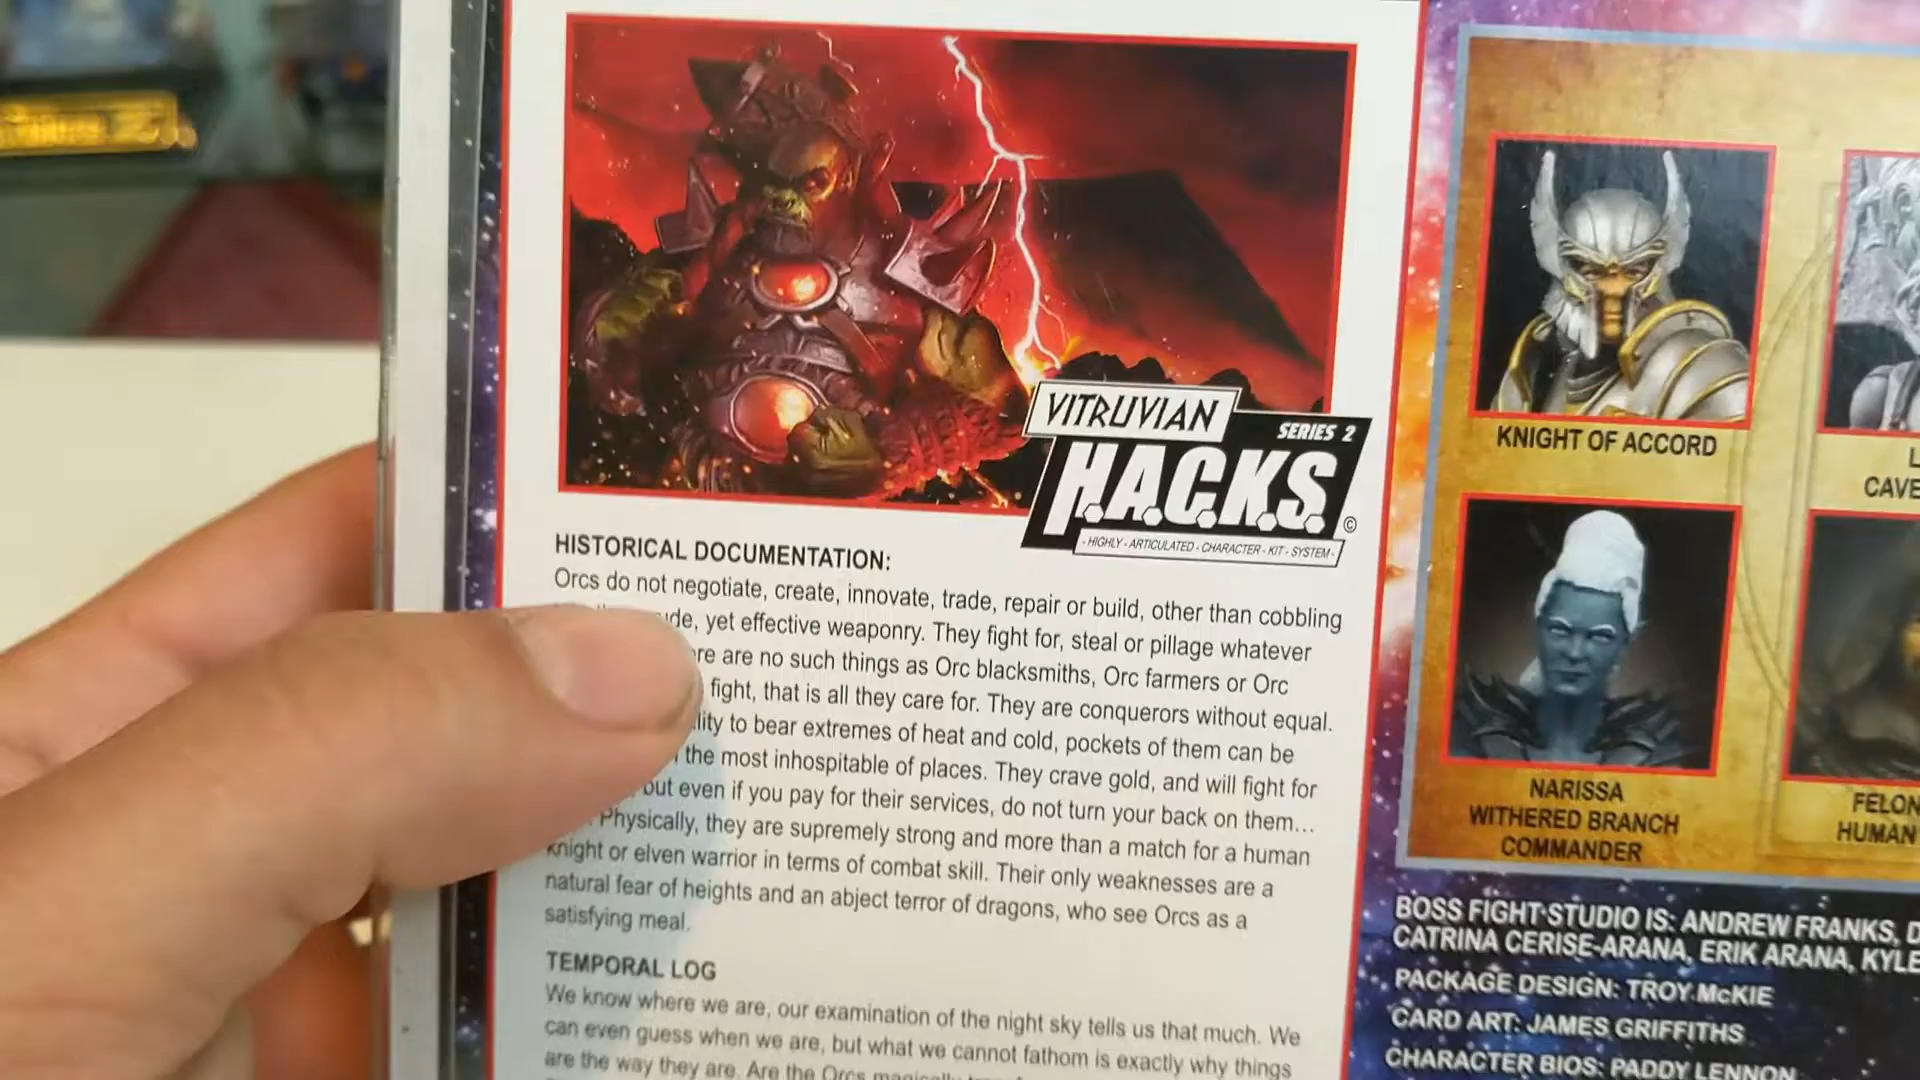 VITRUVIAN
SERIES 2
H.A.C.K.S.
©
- HIGHLY - ARTICULATED - CHARACTER - KIT - SYSTEM -
HISTORICAL DOCUMENTATION:
Orcs do not negotiate, create, innovate, trade, repair or build, other than cobbling
yet effective weaponry. They fight for, steal or pillage whatever
are no such things as Orc blacksmiths, Orc farmers or Orc
fight, that is all they care for. They are conquerors without equal.
to bear extremes of heat and cold, pockets of them can be
the most inhospitable of places. They crave gold, and will fight for
but even if you pay for their services, do not turn your back on them...
Physically, they are supremely strong and more than a match for a human
knight or elven warrior in terms of combat skill. Their only weaknesses are a
natural fear of heights and an abject terror of dragons, who see Orcs as a
satisfying meal.
TEMPORAL LOG
We know where we are, our examination of the night sky tells us that much. We
can even guess when we are, but what we cannot fathom is exactly why things
are the way they are. Are the Orcs magically
KNIGHT OF ACCORD
CAVE
NARISSA
WITHERED BRANCH
COMMANDER
FELON
HUMAN
BOSS FIGHT STUDIO IS: ANDREW FRANKS, D
CATRINA CERISE-ARANA, ERIK ARANA, KYLE
PACKAGE DESIGN: TROY McKIE
CARD ART: JAMES GRIFFITHS
CHARACTER BIOS: PADDY LENNON